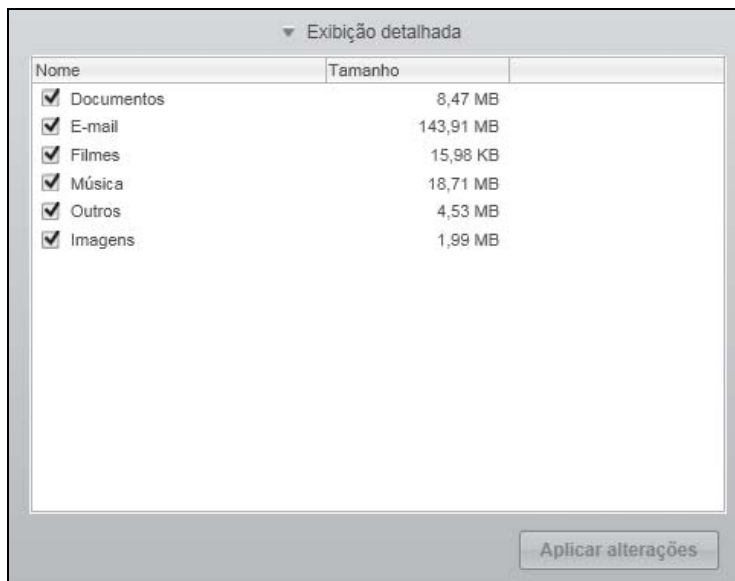 Exibição detalhada
Nome Tamanho
Documentos 8,47 MB
E-mail 143,91 MB
Filmes 15,98 KB
Música 18,71 MB
Outros 4,53 MB
Imagens 1,99 MB
Aplicar alterações